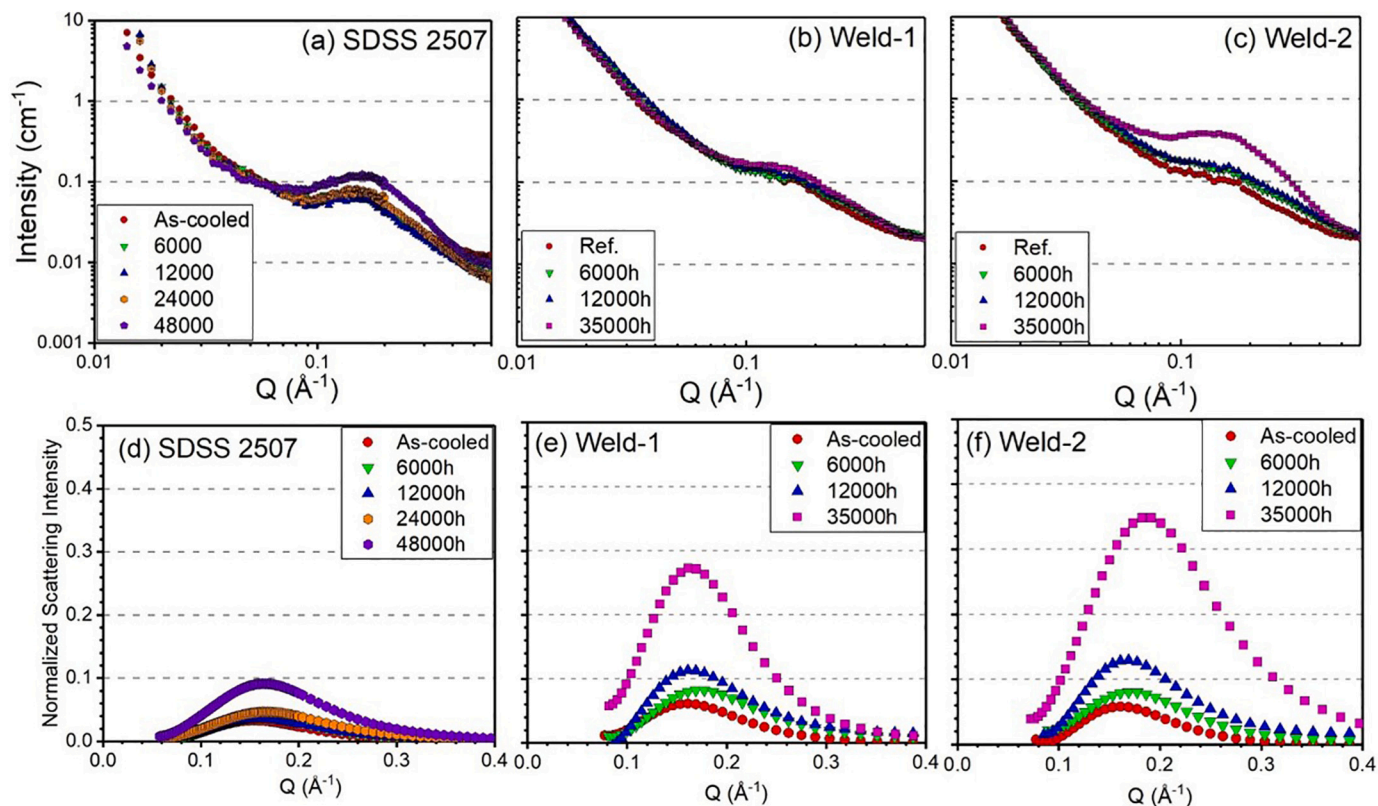 (a) SDSS 2507
(b) Weld-1
(c) Weld-2
Intensity (cm-1)
10
1
0.1
0.01
0.001
As-cooled
6000
12000
24000
48000
Ref.
6000h
12000h
35000h
Ref.
6000h
12000h
35000h
0.01
0.1
0.01
0.1
0.01
0.1
Q (Å-1)
Q (Å-1)
Q (Å-1)
(d) SDSS 2507
(e) Weld-1
(f) Weld-2
Normalized Scattering Intensity
0.5
0.4
0.3
0.2
0.1
0.0
As-cooled
6000h
12000h
24000h
48000h
As-cooled
6000h
12000h
35000h
As-cooled
6000h
12000h
35000h
0.0
0.1
0.2
0.3
0.4
0.0
0.1
0.2
0.3
0.4
0.0
0.1
0.2
0.3
0.4
Q (Å-1)
Q (Å-1)
Q (Å-1)